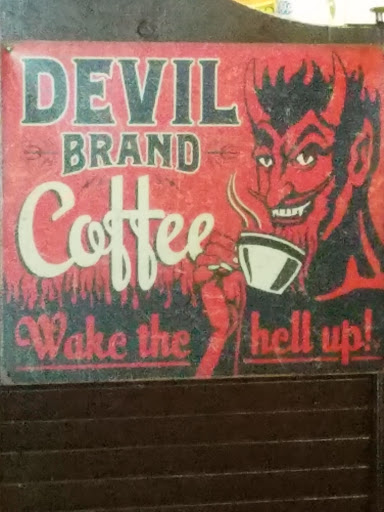 DEVIL
BRAND
Coffee
Wake the hell up!